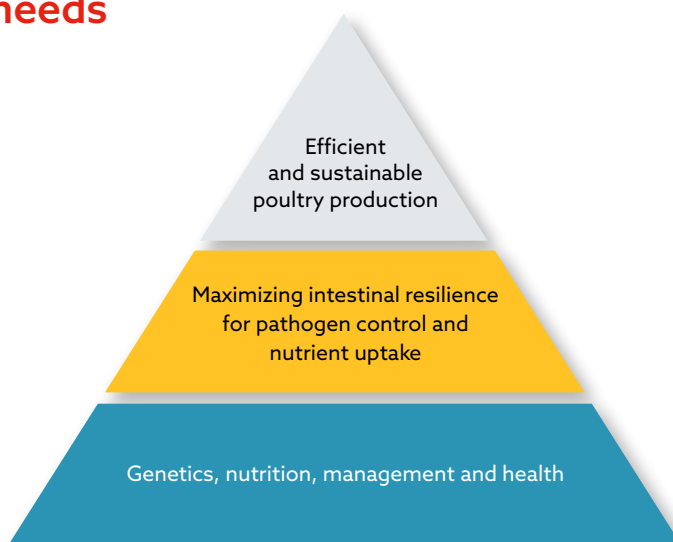 needs
Efficient
and sustainable
poultry production
Maximizing intestinal resilience
for pathogen control and
nutrient uptake
Genetics, nutrition, management and health